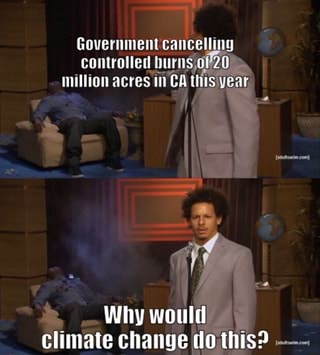 Government cancelling
controlled burns of 20
million acres in CA this year
[adultswim.com]
Why would
climate change do this?
[adultswim.com]